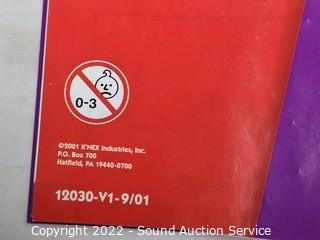 0-3
©2001 K'NEX Industries, Inc.
P.O. Box 700
Hatfield, PA 19440-0700
12030-V1-9/01
Copyright 2022 - Sound Auction Service